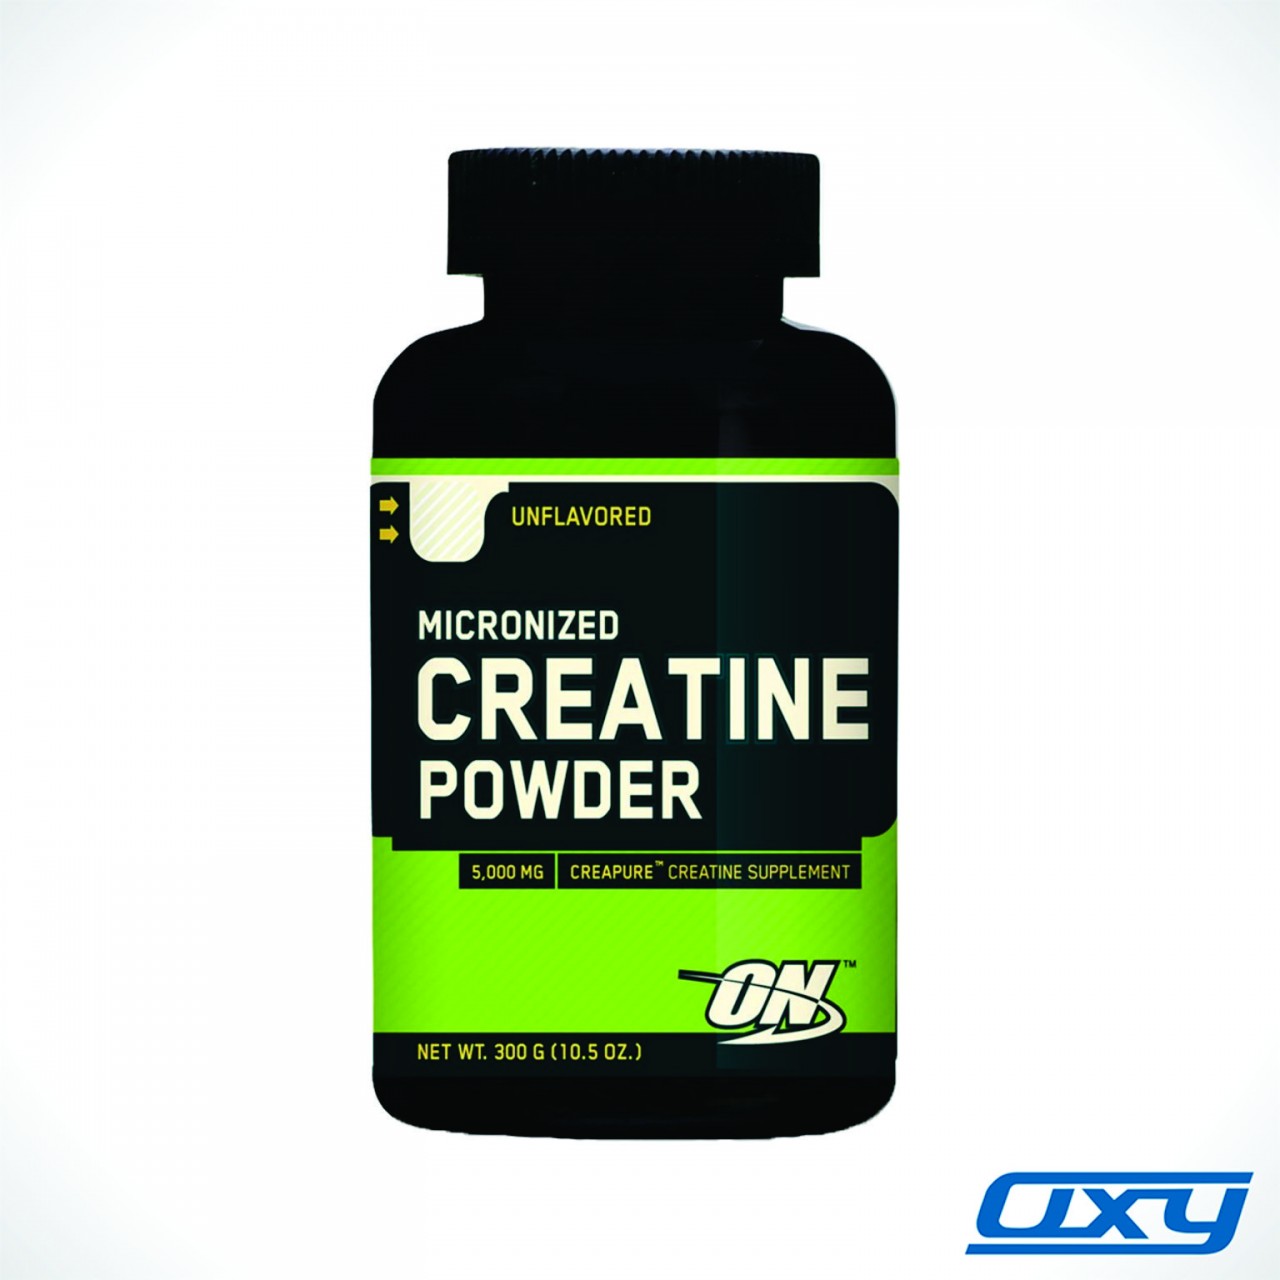 UNFLAVORED
MICRONIZED
CREATINE
POWDER
5,000 MG
CREAPURE™ CREATINE SUPPLEMENT
ON™
NET WT. 300 G (10.5 OZ.)
oxy